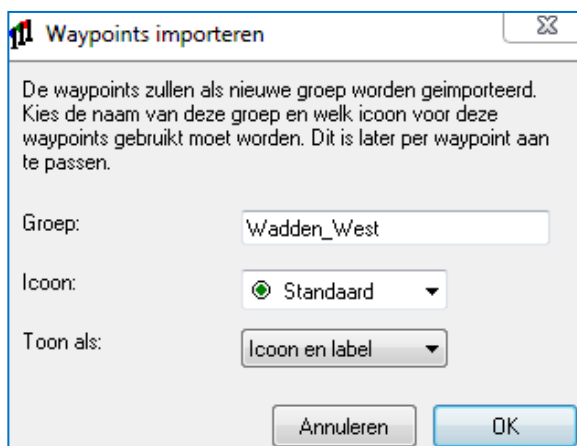 Waypoints importeren
De waypoints zullen als nieuwe groep worden geimporteerd.
Kies de naam van deze groep en welk icoon voor deze
waypoints gebruikt moet worden. Dit is later per waypoint aan
te passen.
Groep: Wadden_West
Icoon: Standaard
Toon als: Icoon en label
Annuleren OK